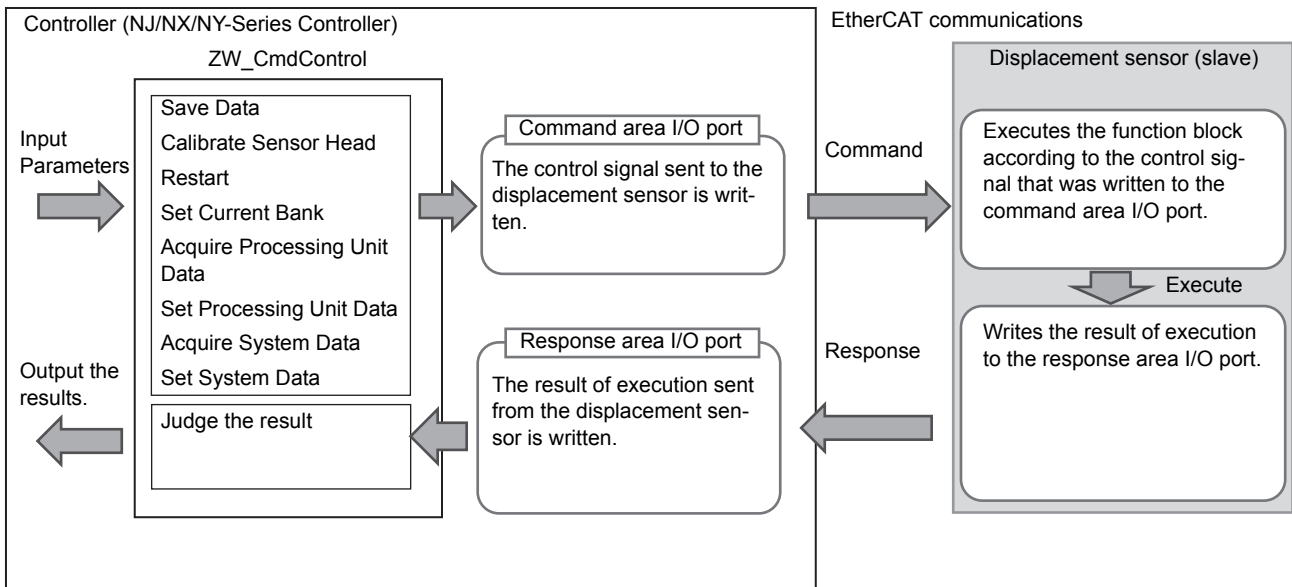 Controller (NJ/NX/NY-Series Controller)
EtherCAT communications
ZW_CmdControl
Displacement sensor (slave)
Input
Parameters
Save Data
Calibrate Sensor Head
Restart
Set Current Bank
Acquire Processing Unit
Data
Set Processing Unit Data
Acquire System Data
Set System Data
Command area I/O port
The control signal sent to the
displacement sensor is writ-
ten.
Command
Executes the function block
according to the control sig-
nal that was written to the
command area I/O port.
Execute
Output the
results.
Judge the result
Response area I/O port
The result of execution sent
from the displacement sen-
sor is written.
Response
Writes the result of execution
to the response area I/O port.